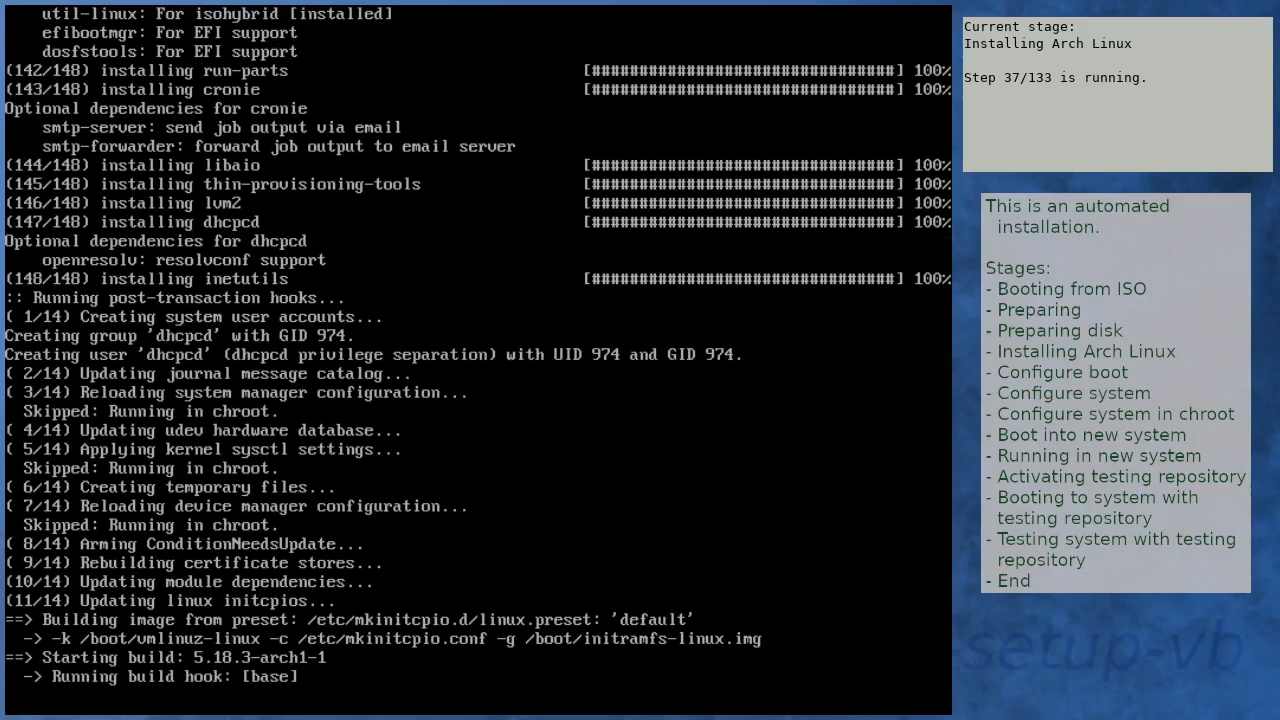 util-linux: For isohybrid [installed]
    efibootmgr: For EFI support
    dosfstools: For EFI support
(142/148) installing run-parts [################################] 100%
(143/148) installing cronie [################################] 100%
Optional dependencies for cronie
    smtp-server: send job output via email
    smtp-forwarder: forward job output to email server
(144/148) installing libaio [################################] 100%
(145/148) installing thin-provisioning-tools [################################] 100%
(146/148) installing lvm2 [################################] 100%
(147/148) installing dhcpcd [################################] 100%
Optional dependencies for dhcpcd
    openresolv: resolvconf support
(148/148) installing inetutils [################################] 100%
:: Running post-transaction hooks...
( 1/14) Creating system user accounts...
Creating group 'dhcpcd' with GID 974.
Creating user 'dhcpcd' (dhcpcd privilege separation) with UID 974 and GID 974.
( 2/14) Updating journal message catalog...
( 3/14) Reloading system manager configuration...
  Skipped: Running in chroot.
( 4/14) Updating udev hardware database...
( 5/14) Applying kernel sysctl settings...
  Skipped: Running in chroot.
( 6/14) Creating temporary files...
( 7/14) Reloading device manager configuration...
  Skipped: Running in chroot.
( 8/14) Arming ConditionNeedsUpdate...
( 9/14) Rebuilding certificate stores...
(10/14) Updating module dependencies...
(11/14) Updating linux initcpios...
==> Building image from preset: /etc/mkinitcpio.d/linux.preset: 'default'
  -> -k /boot/vmlinuz-linux -c /etc/mkinitcpio.conf -g /boot/initramfs-linux.img
==> Starting build: 5.18.3-arch1-1
  -> Running build hook: [base]
Current stage:
Installing Arch Linux
Step 37/133 is running.
This is an automated
installation.
Stages:
- Booting from ISO
- Preparing
- Preparing disk
- Installing Arch Linux
- Configure boot
- Configure system
- Configure system in chroot
- Boot into new system
- Running in new system
- Activating testing repository
- Booting to system with
testing repository
- Testing system with testing
repository
- End
setup-vb